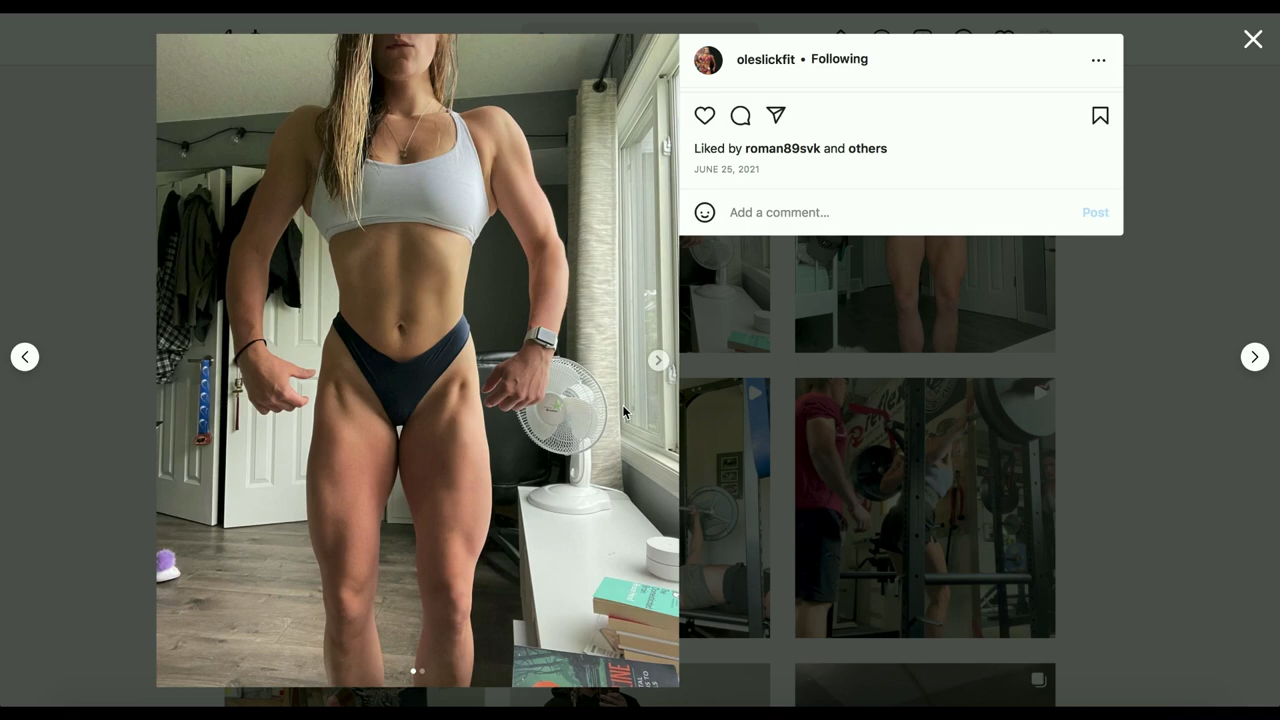 oleslickfit • Following
Liked by roman89svk and others
JUNE 25, 2021
Add a comment...
Post